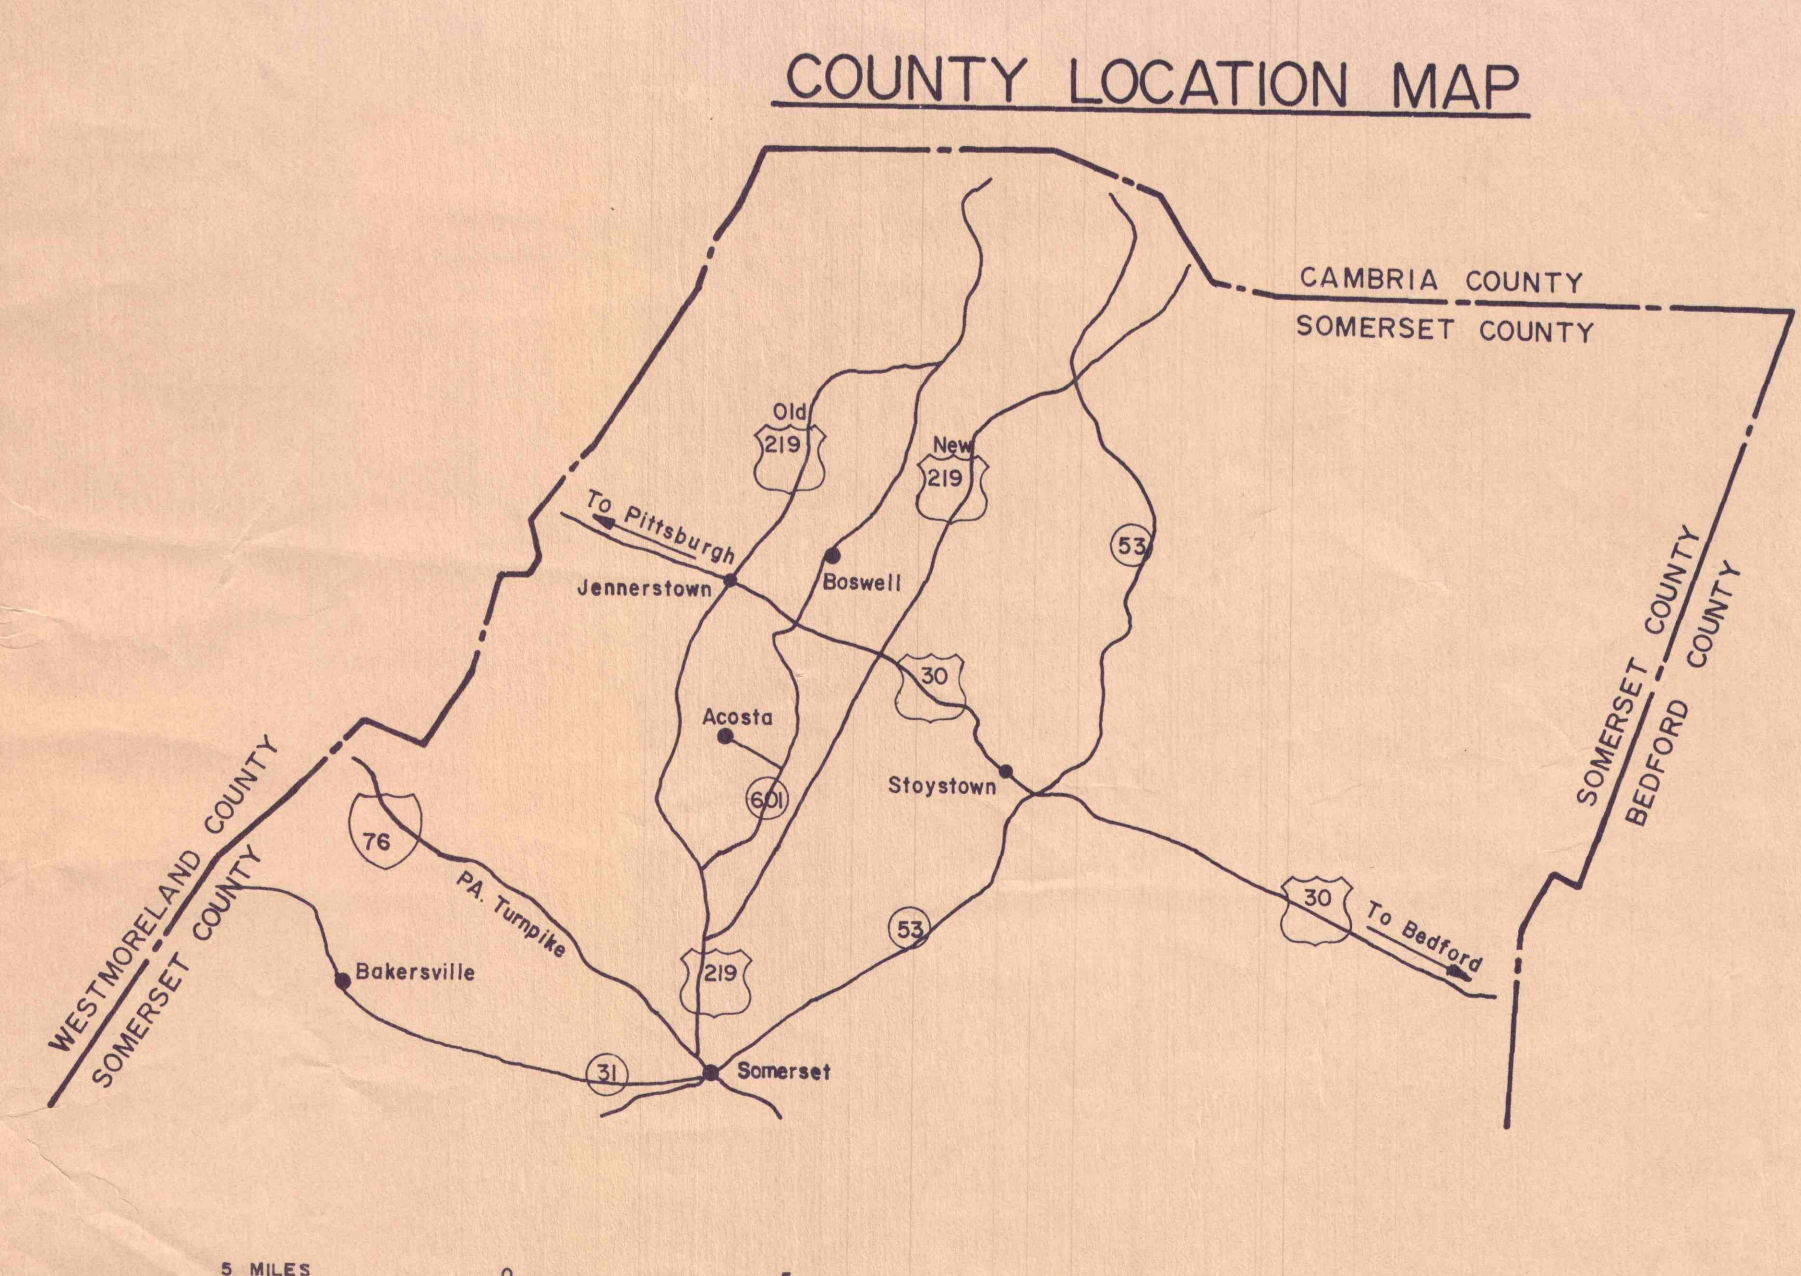 COUNTY LOCATION MAP
CAMBRIA COUNTY
SOMERSET COUNTY
Old
219
New
219
To Pittsburgh
53
Jennerstown
Boswell
SOMERSET COUNTY
BEDFORD COUNTY
30
Acosta
Stoystown
601
76
WESTMORELAND COUNTY
SOMERSET COUNTY
PA. Turnpike
30
To Bedford
53
Bakersville
219
31
Somerset
5 MILES
0